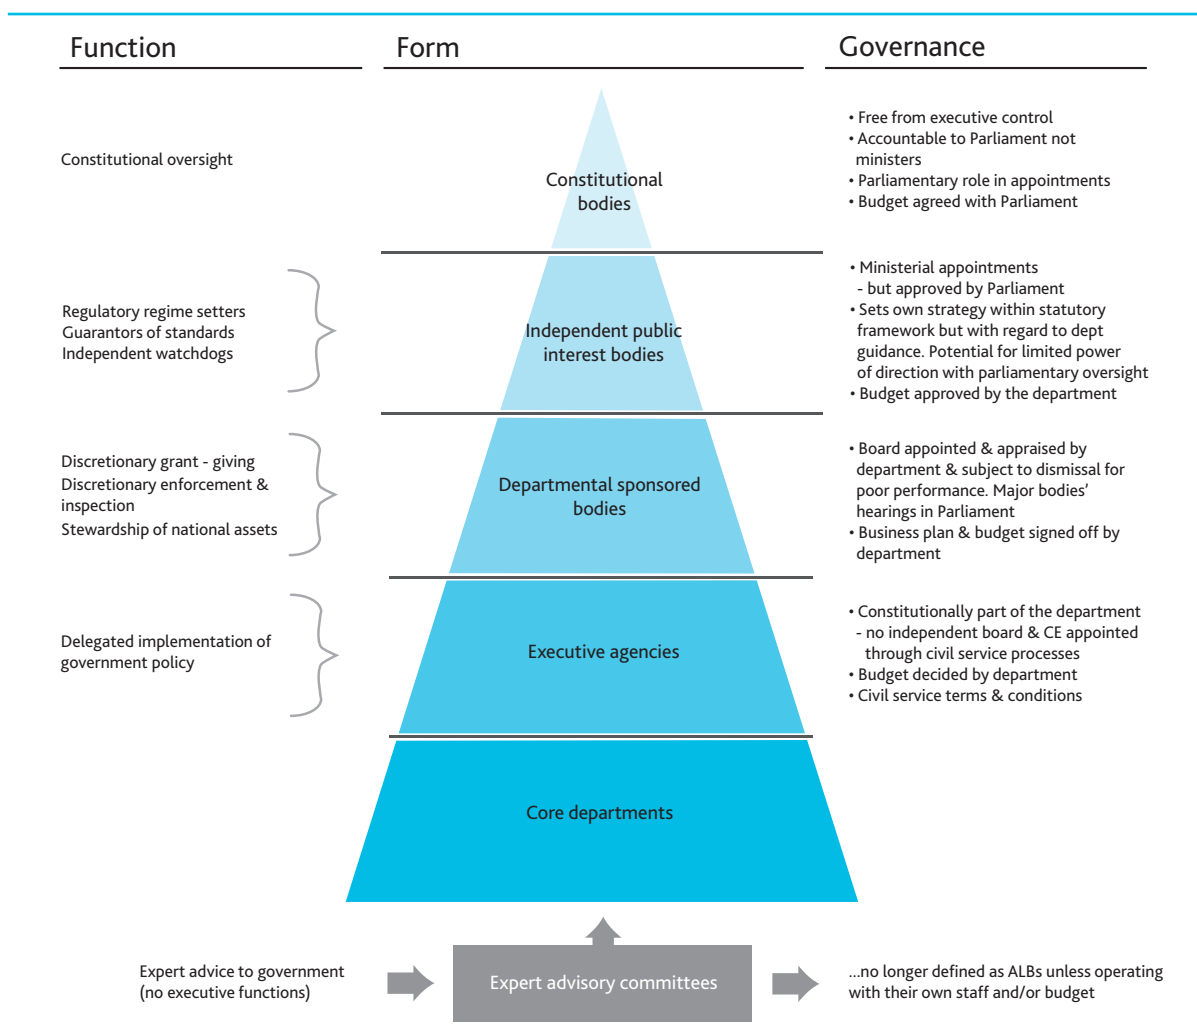 Function
Form
Governance
Constitutional oversight
Constitutional
bodies
• Free from executive control
• Accountable to Parliament not
ministers
• Parliamentary role in appointments
• Budget agreed with Parliament
Regulatory regime setters
Guarantors of standards
Independent watchdogs
Independent public
interest bodies
• Ministerial appointments
- but approved by Parliament
• Sets own strategy within statutory
framework but with regard to dept
guidance. Potential for limited power
of direction with parliamentary oversight
• Budget approved by the department
Discretionary grant - giving
Discretionary enforcement &
inspection
Stewardship of national assets
Departmental sponsored
bodies
• Board appointed & appraised by
department & subject to dismissal for
poor performance. Major bodies’
hearings in Parliament
• Business plan & budget signed off by
department
Delegated implementation of
government policy
Executive agencies
• Constitutionally part of the department
- no independent board & CE appointed
through civil service processes
• Budget decided by department
• Civil service terms & conditions
Core departments
Expert advice to government
(no executive functions)
Expert advisory committees
...no longer defined as ALBs unless operating
with their own staff and/or budget